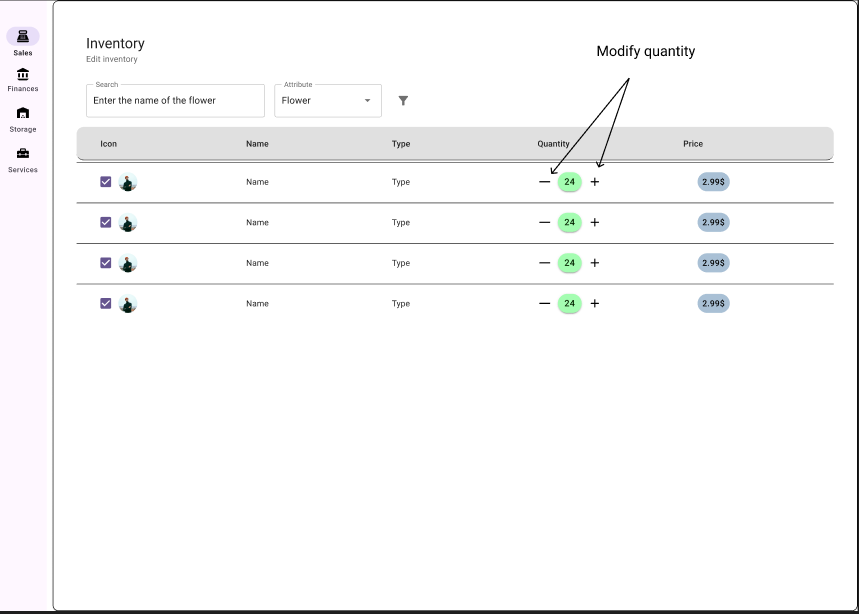 Sales
Finances
Storage
Services
Inventory
Edit inventory
Modify quantity
Search
Enter the name of the flower
Attribute
Flower
Icon Name Type Quantity Price
Name Type — 24 + 2.99$
Name Type — 24 + 2.99$
Name Type — 24 + 2.99$
Name Type — 24 + 2.99$